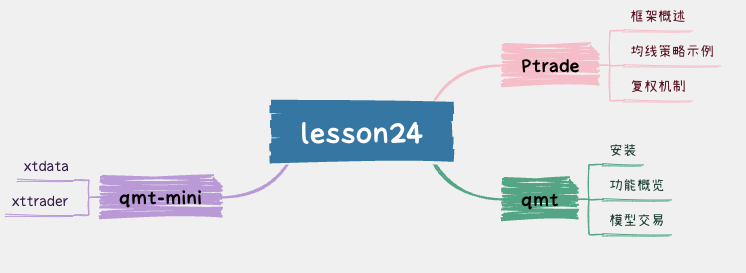 lesson24
Ptrade
框架概述
均线策略示例
复权机制
qmt
安装
功能概览
模型交易
qmt-mini
xtdata
xttrader